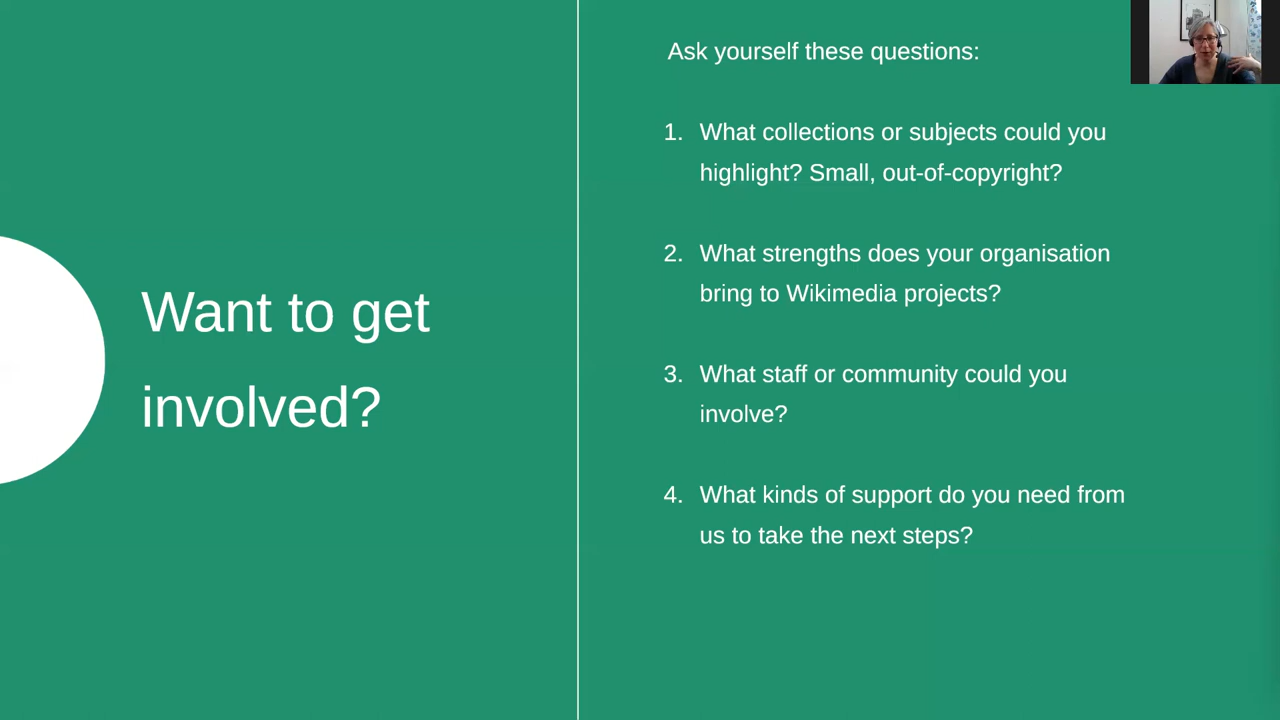 Want to get
involved?
Ask yourself these questions:
1. What collections or subjects could you
highlight? Small, out-of-copyright?
2. What strengths does your organisation
bring to Wikimedia projects?
3. What staff or community could you
involve?
4. What kinds of support do you need from
us to take the next steps?